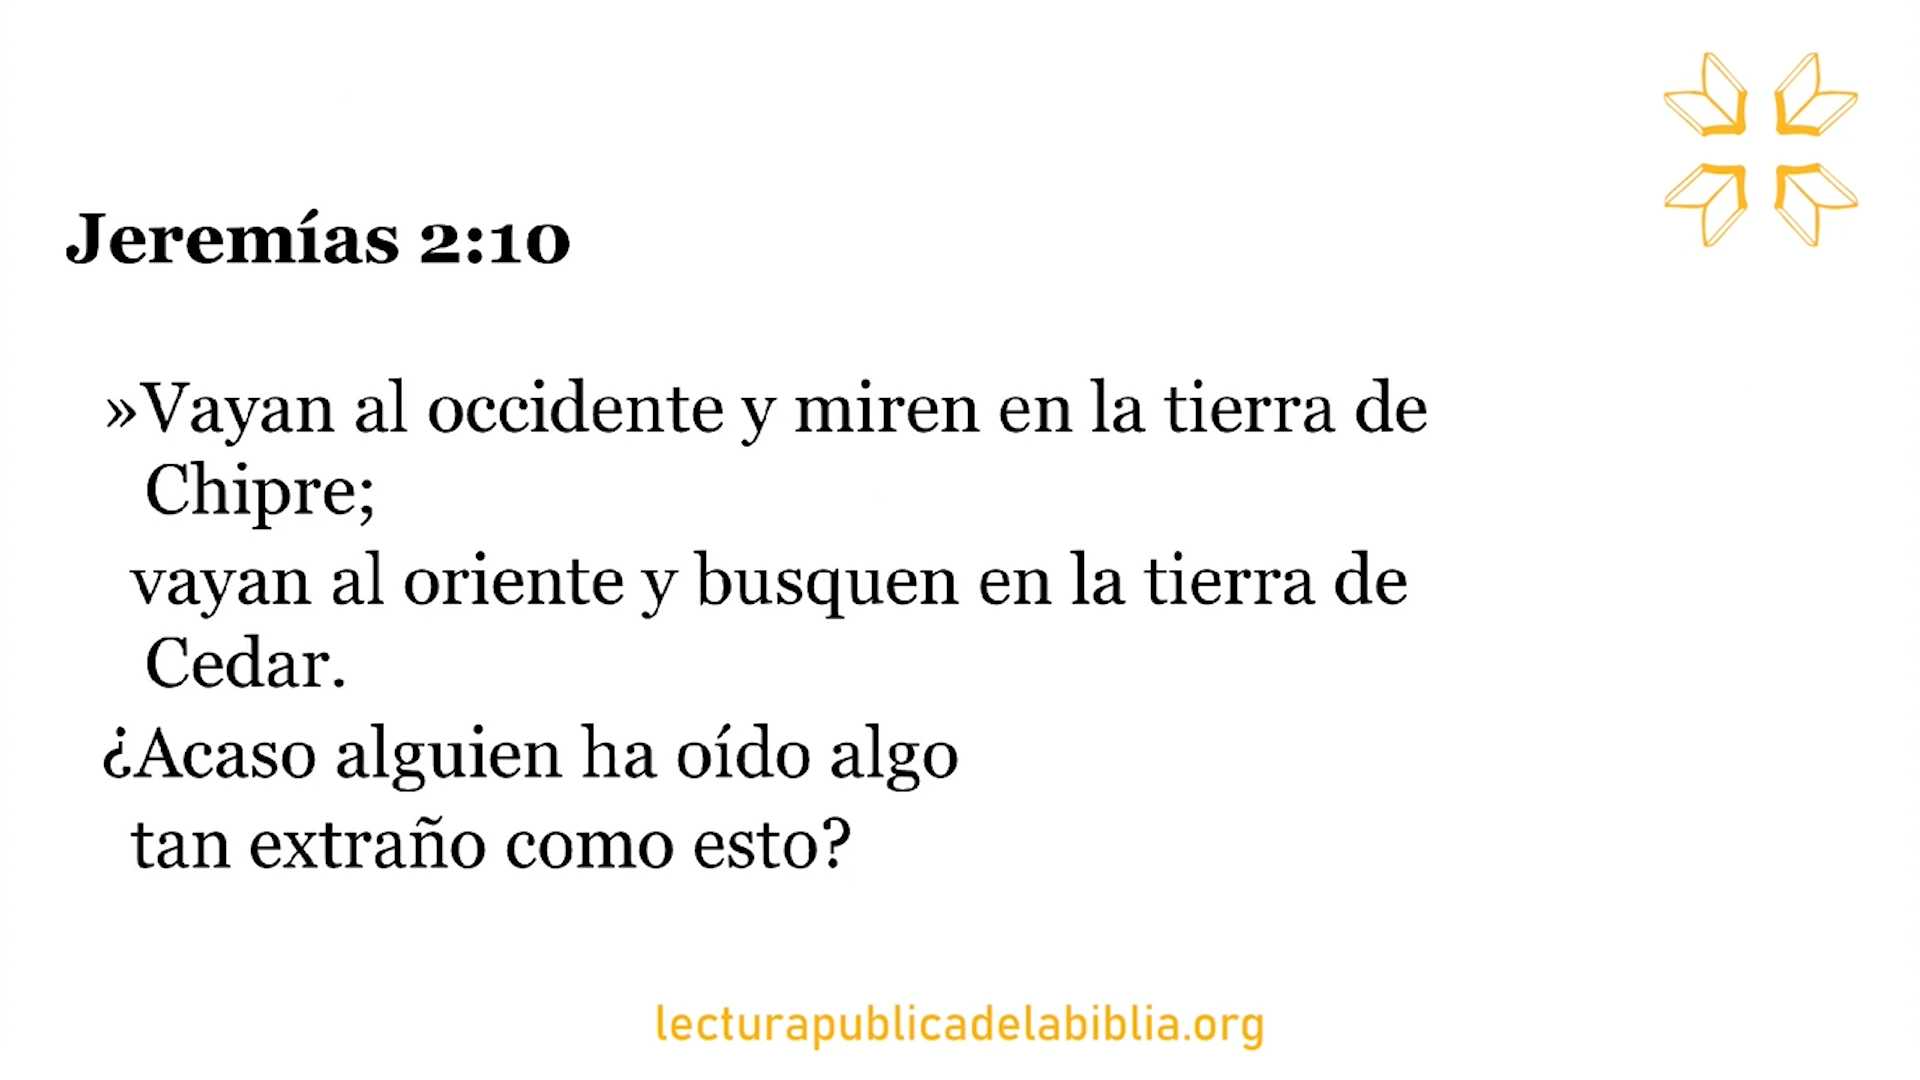 Jeremías 2:10
»Vayan al occidente y miren en la tierra de
Chipre;
vayan al oriente y busquen en la tierra de
Cedar.
¿Acaso alguien ha oído algo
tan extraño como esto?
lecturapublicadelabiblia.org